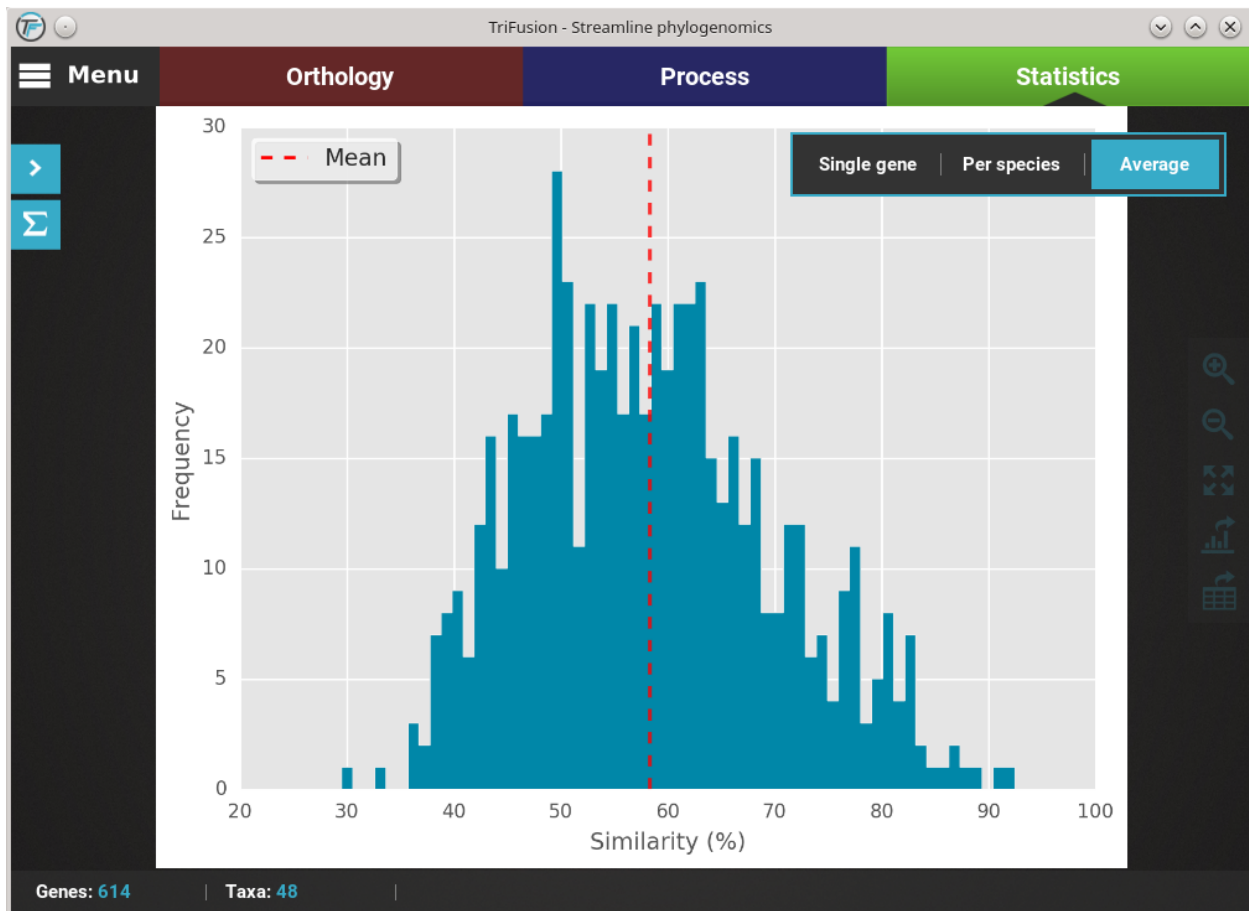 TriFusion - Streamline phylogenomics
Menu
Orthology
Process
Statistics
Single gene | Per species | Average
Mean
30
25
20
15
10
5
0
Frequency
20 30 40 50 60 70 80 90 100
Similarity (%)
Σ
Genes: 614 | Taxa: 48 |